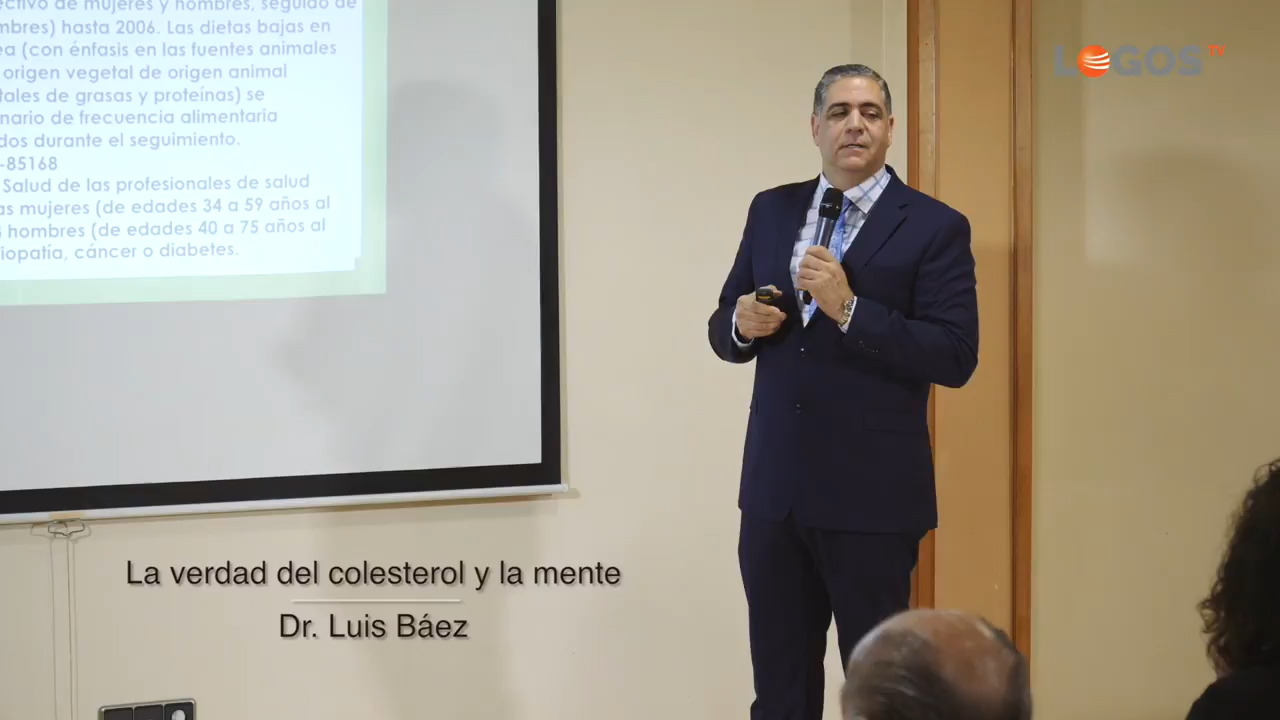 ectivo de mujeres y hombres, seguido de
mbres) hasta 2006. Las dietas bajas en
ea (con énfasis en las fuentes animales
origen vegetal de origen animal
tales de grasas y proteínas) se
nario de frecuencia alimentaria
dos durante el seguimiento.
-85168
Salud de las profesionales de salud
as mujeres (de edades 34 a 59 años al
hombres (de edades 40 a 75 años al
iopatía, cáncer o diabetes.
LOGOS TV
La verdad del colesterol y la mente
Dr. Luis Báez